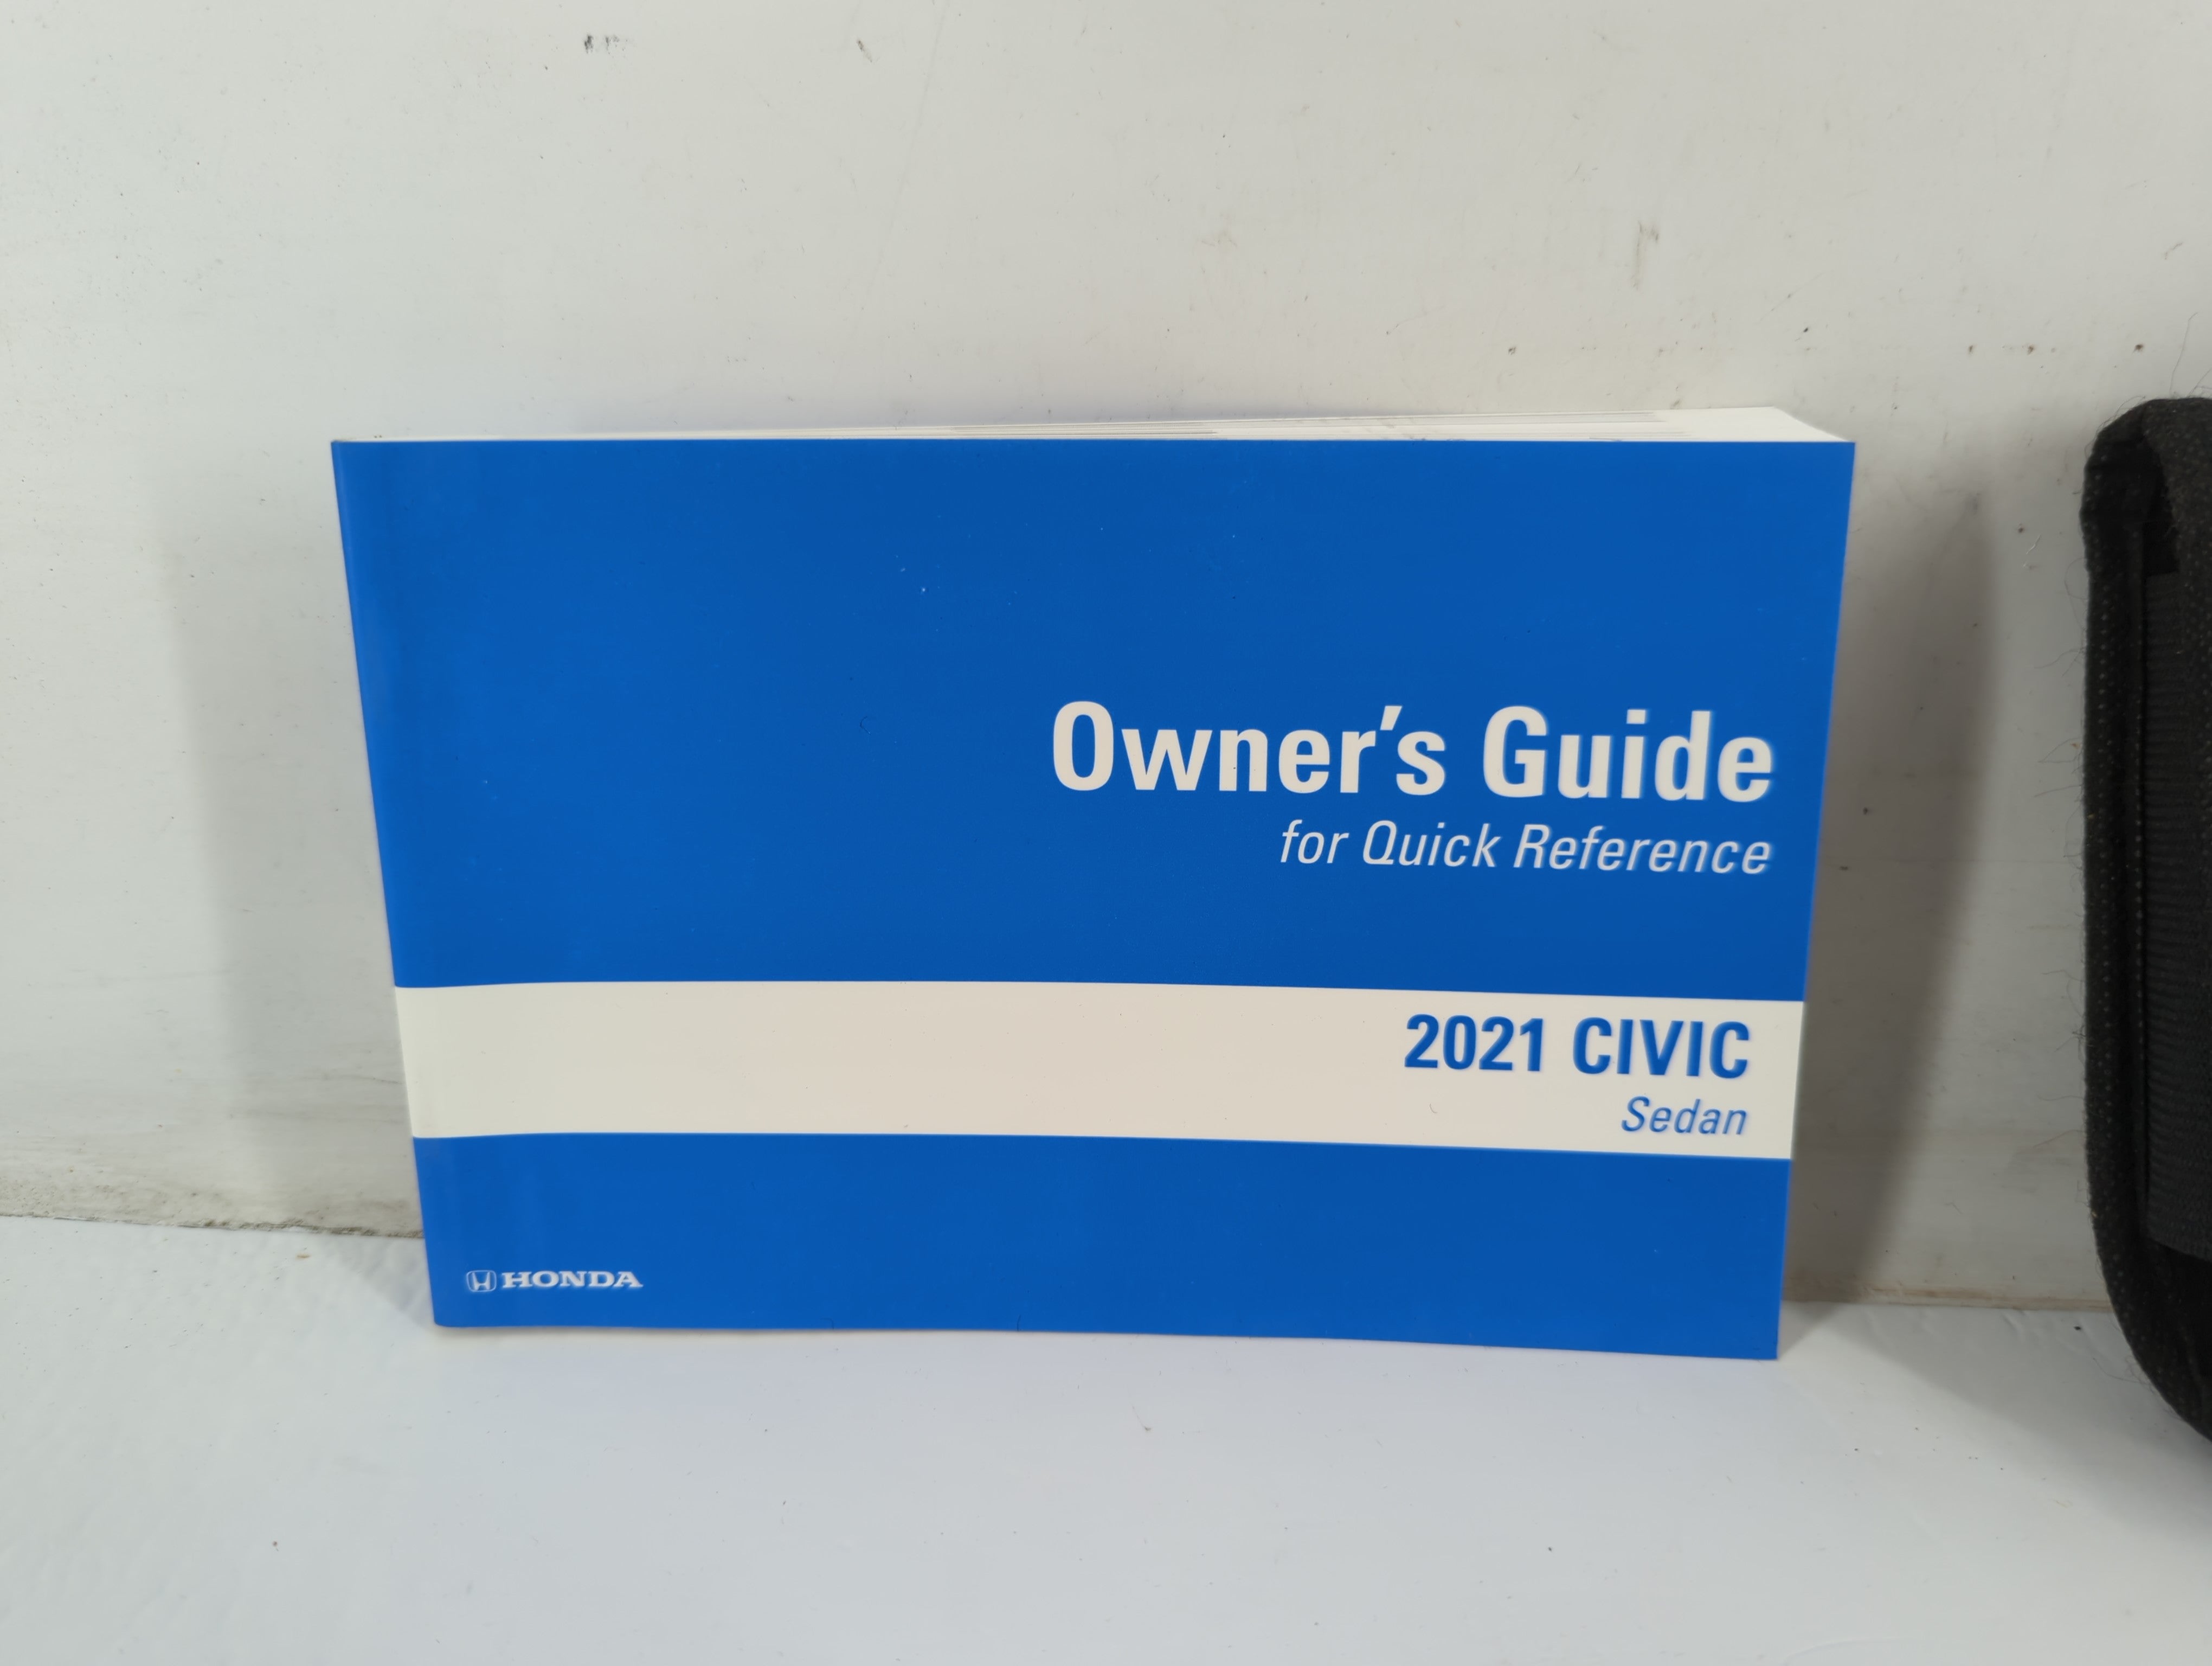 Owner's Guide
for Quick Reference
2021 CIVIC
Sedan
HONDA